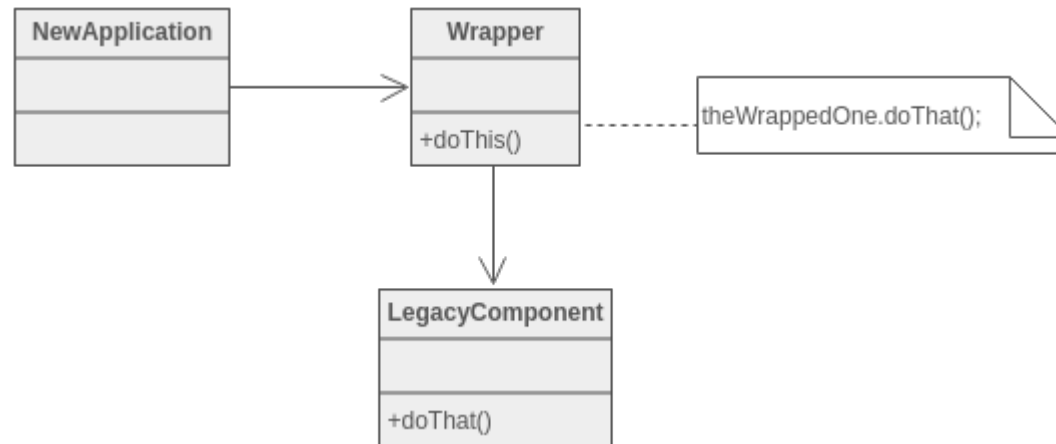 NewApplication
Wrapper
+doThis()
theWrappedOne.doThat();
LegacyComponent
+doThat()